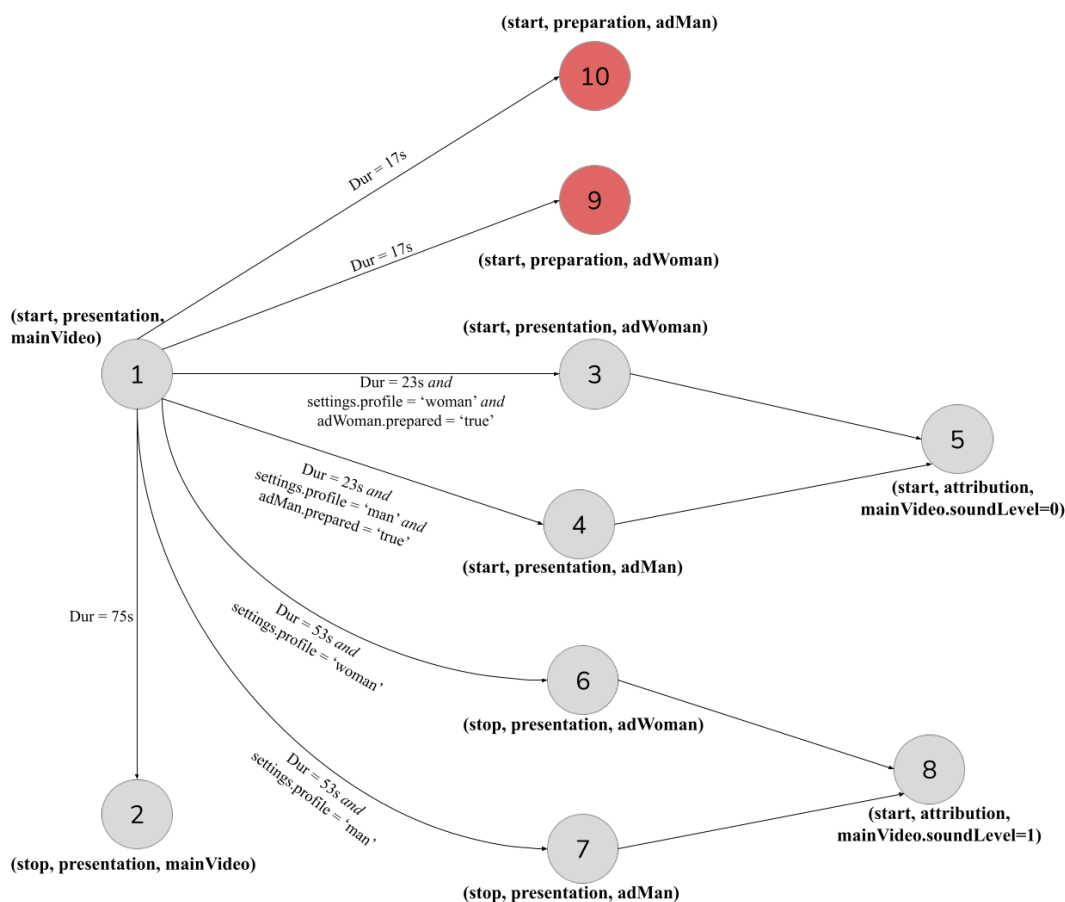 (start, preparation, adMan)
10
Dur = 17s
9
Dur = 17s
(start, preparation, adWoman)
(start, presentation,
mainVideo)
1
(start, presentation, adWoman)
3
Dur = 23s and
settings.profile = ‘woman’ and
adWoman.prepared = ‘true’
5
(start, attribution,
mainVideo.soundLevel=0)
Dur = 23s and
settings.profile = ‘man’ and
adMan.prepared = ‘true’
4
(start, presentation, adMan)
Dur = 75s
Dur = 53s and
settings.profile = ‘woman’
6
(stop, presentation, adWoman)
8
(start, attribution,
mainVideo.soundLevel=1)
Dur = 53s and
settings.profile = ‘man’
2
(stop, presentation, mainVideo)
7
(stop, presentation, adMan)